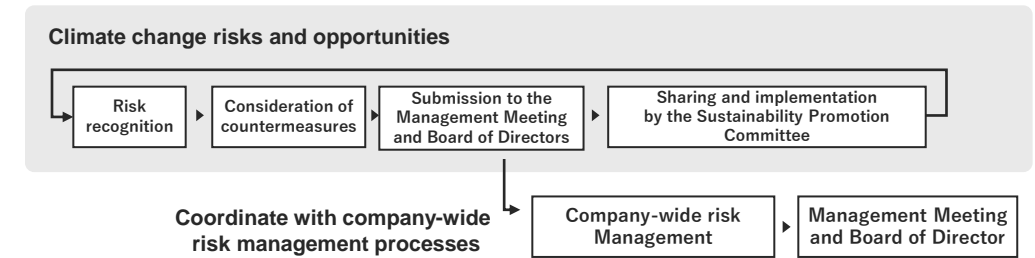 Climate change risks and opportunities
Risk
recognition
Consideration of
countermeasures
Submission to the
Management Meeting
and Board of Directors
Sharing and implementation
by the Sustainability Promotion
Committee
Coordinate with company-wide
risk management processes
Company-wide risk
Management
Management Meeting
and Board of Director